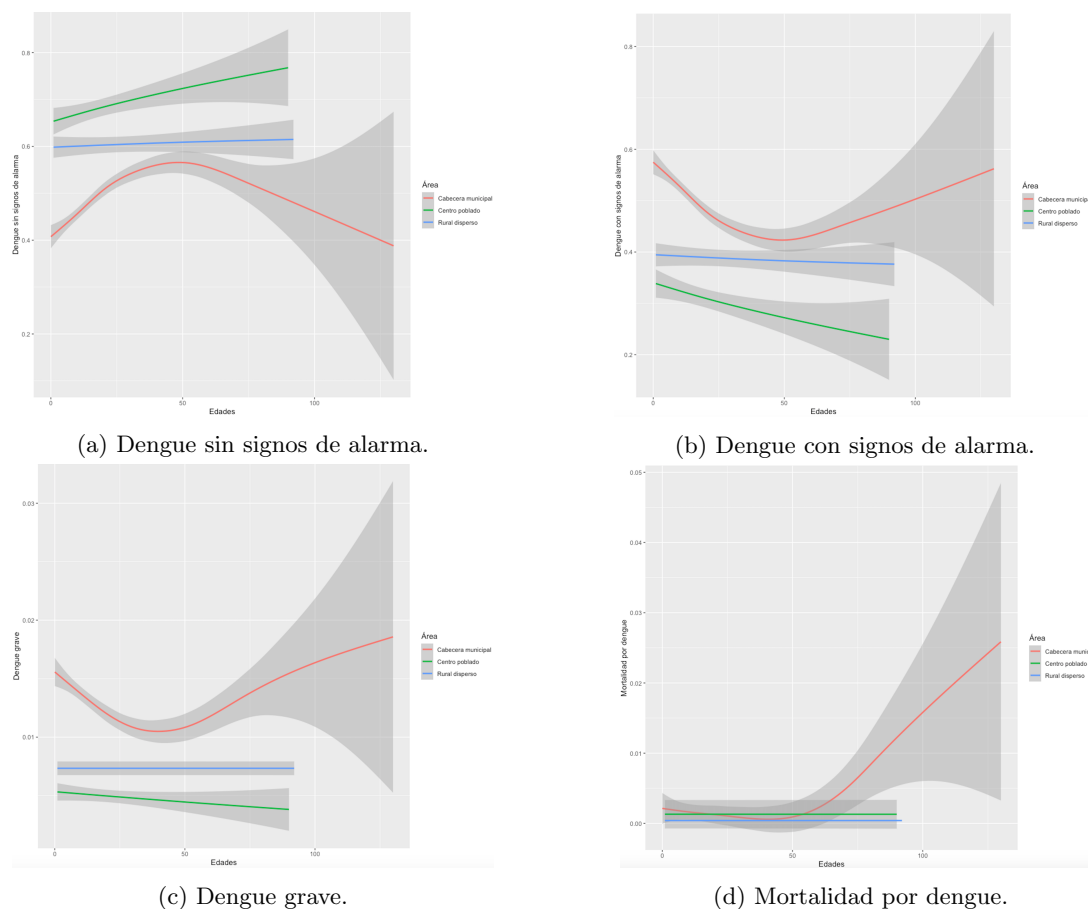 0.8
0.6
0.4
0.2
Dengue sin signos de alarma
0
50
100
Edades
Área
Cabecera municipal
Centro poblado
Rural disperso
(a) Dengue sin signos de alarma.
0.8
0.6
0.4
0.2
Dengue con signos de alarma
0
50
100
Edades
Área
Cabecera municipa
Centro poblado
Rural disperso
(b) Dengue con signos de alarma.
0.03
0.02
0.01
Dengue grave
0
50
100
Edades
Área
Cabecera municipal
Centro poblado
Rural disperso
(c) Dengue grave.
0.05
0.04
0.03
0.02
0.01
0.00
Mortalidad por dengue
0
50
100
Edades
Área
Cabecera munic
Centro poblado
Rural disperso
(d) Mortalidad por dengue.